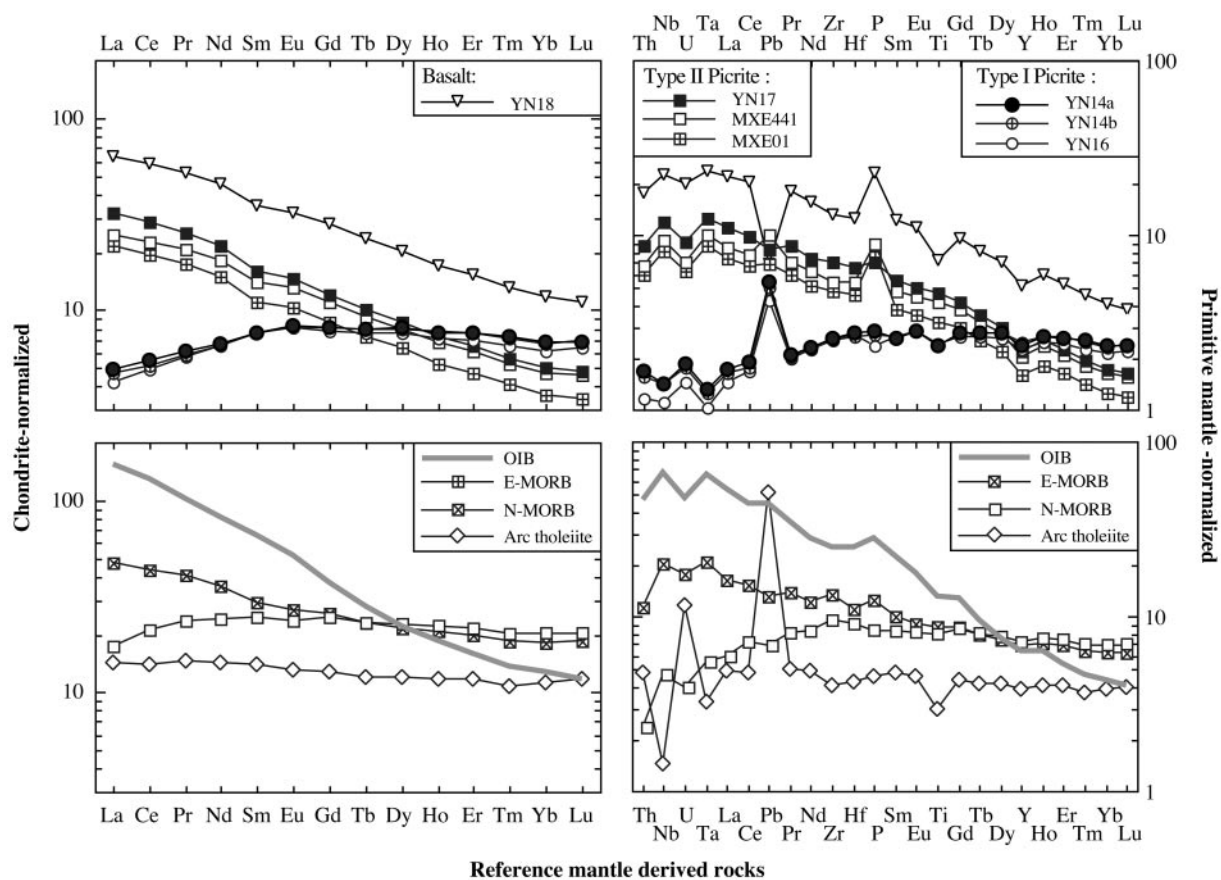 La Ce Pr Nd Sm Eu Gd Tb Dy Ho Er Tm Yb Lu
Nb Ta Ce Pr Zr P Eu Gd Dy Ho Tm Lu
Th U La Pb Nd Hf Sm Ti Tb Y Er Yb
Basalt:
YN18
100
10
Type II Picrite :
YN17
MXE441
MXE01
Type I Picrite :
YN14a
YN14b
YN16
100
10
1
Chondrite-normalized
Primitive mantle -normalized
OIB
E-MORB
N-MORB
Arc tholeiite
100
10
OIB
E-MORB
N-MORB
Arc tholeiite
100
10
1
La Ce Pr Nd Sm Eu Gd Tb Dy Ho Er Tm Yb Lu
Th U La Pb Nd Hf Sm Ti Tb Y Er Yb
Nb Ta Ce Pr Zr P Eu Gd Dy Ho Tm Lu
Reference mantle derived rocks